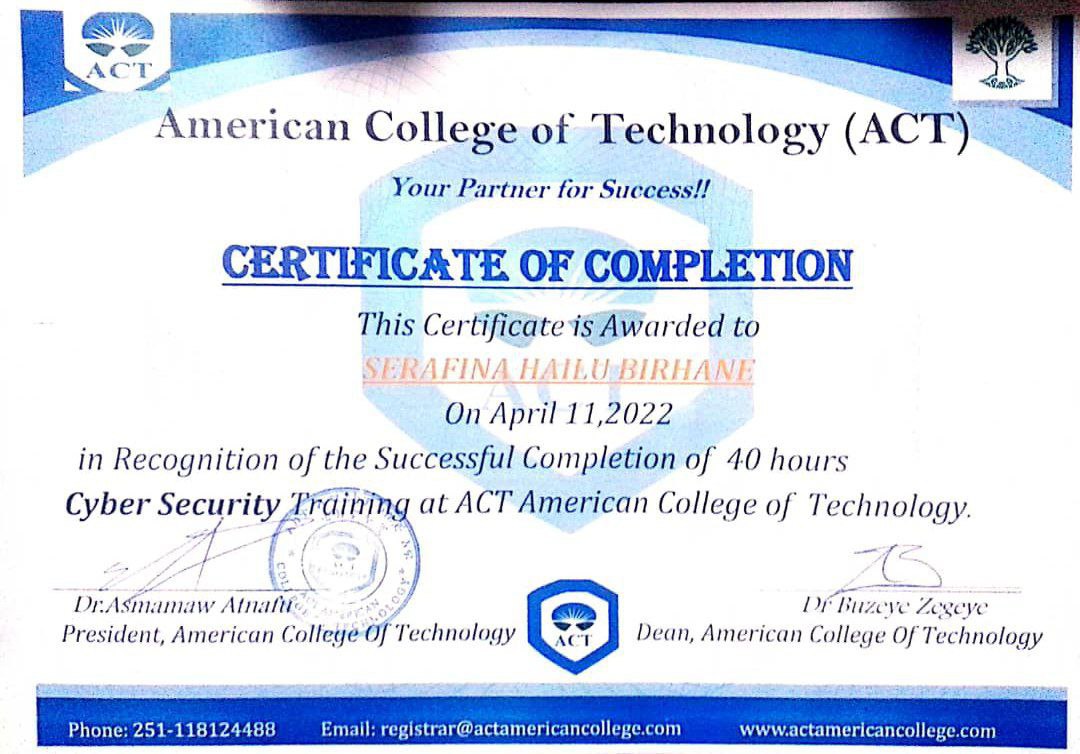 ACT
American College of Technology (ACT)
Your Partner for Success!!
CERTIFICATE OF COMPLETION
This Certificate is Awarded to
SERAFINA HAILU BIRHANE
On April 11,2022
in Recognition of the Successful Completion of 40 hours
Cyber Security Training at ACT American College of Technology.
Dr.Asmamaw Atnafu
President, American College Of Technology
ACT
Dr Buzeye Zegeye
Dean, American College Of Technology
Phone: 251-118124488 Email: registrar@actamericancollege.com www.actamericancollege.com